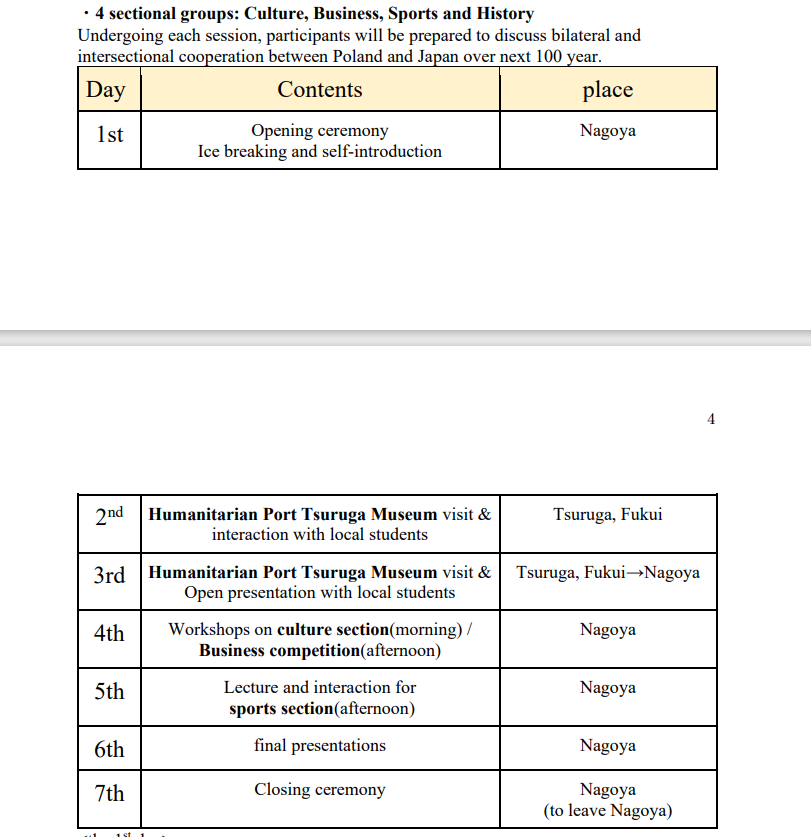 ・4 sectional groups: Culture, Business, Sports and History
Undergoing each session, participants will be prepared to discuss bilateral and
intersectional cooperation between Poland and Japan over next 100 year.
Day Contents place
1st Opening ceremony Nagoya
Ice breaking and self-introduction
4
2nd Humanitarian Port Tsuruga Museum visit & Tsuruga, Fukui
interaction with local students
3rd Humanitarian Port Tsuruga Museum visit & Tsuruga, Fukui→Nagoya
Open presentation with local students
4th Workshops on culture section(morning) / Nagoya
Business competition(afternoon)
5th Lecture and interaction for Nagoya
sports section(afternoon)
6th final presentations Nagoya
7th Closing ceremony Nagoya
(to leave Nagoya)